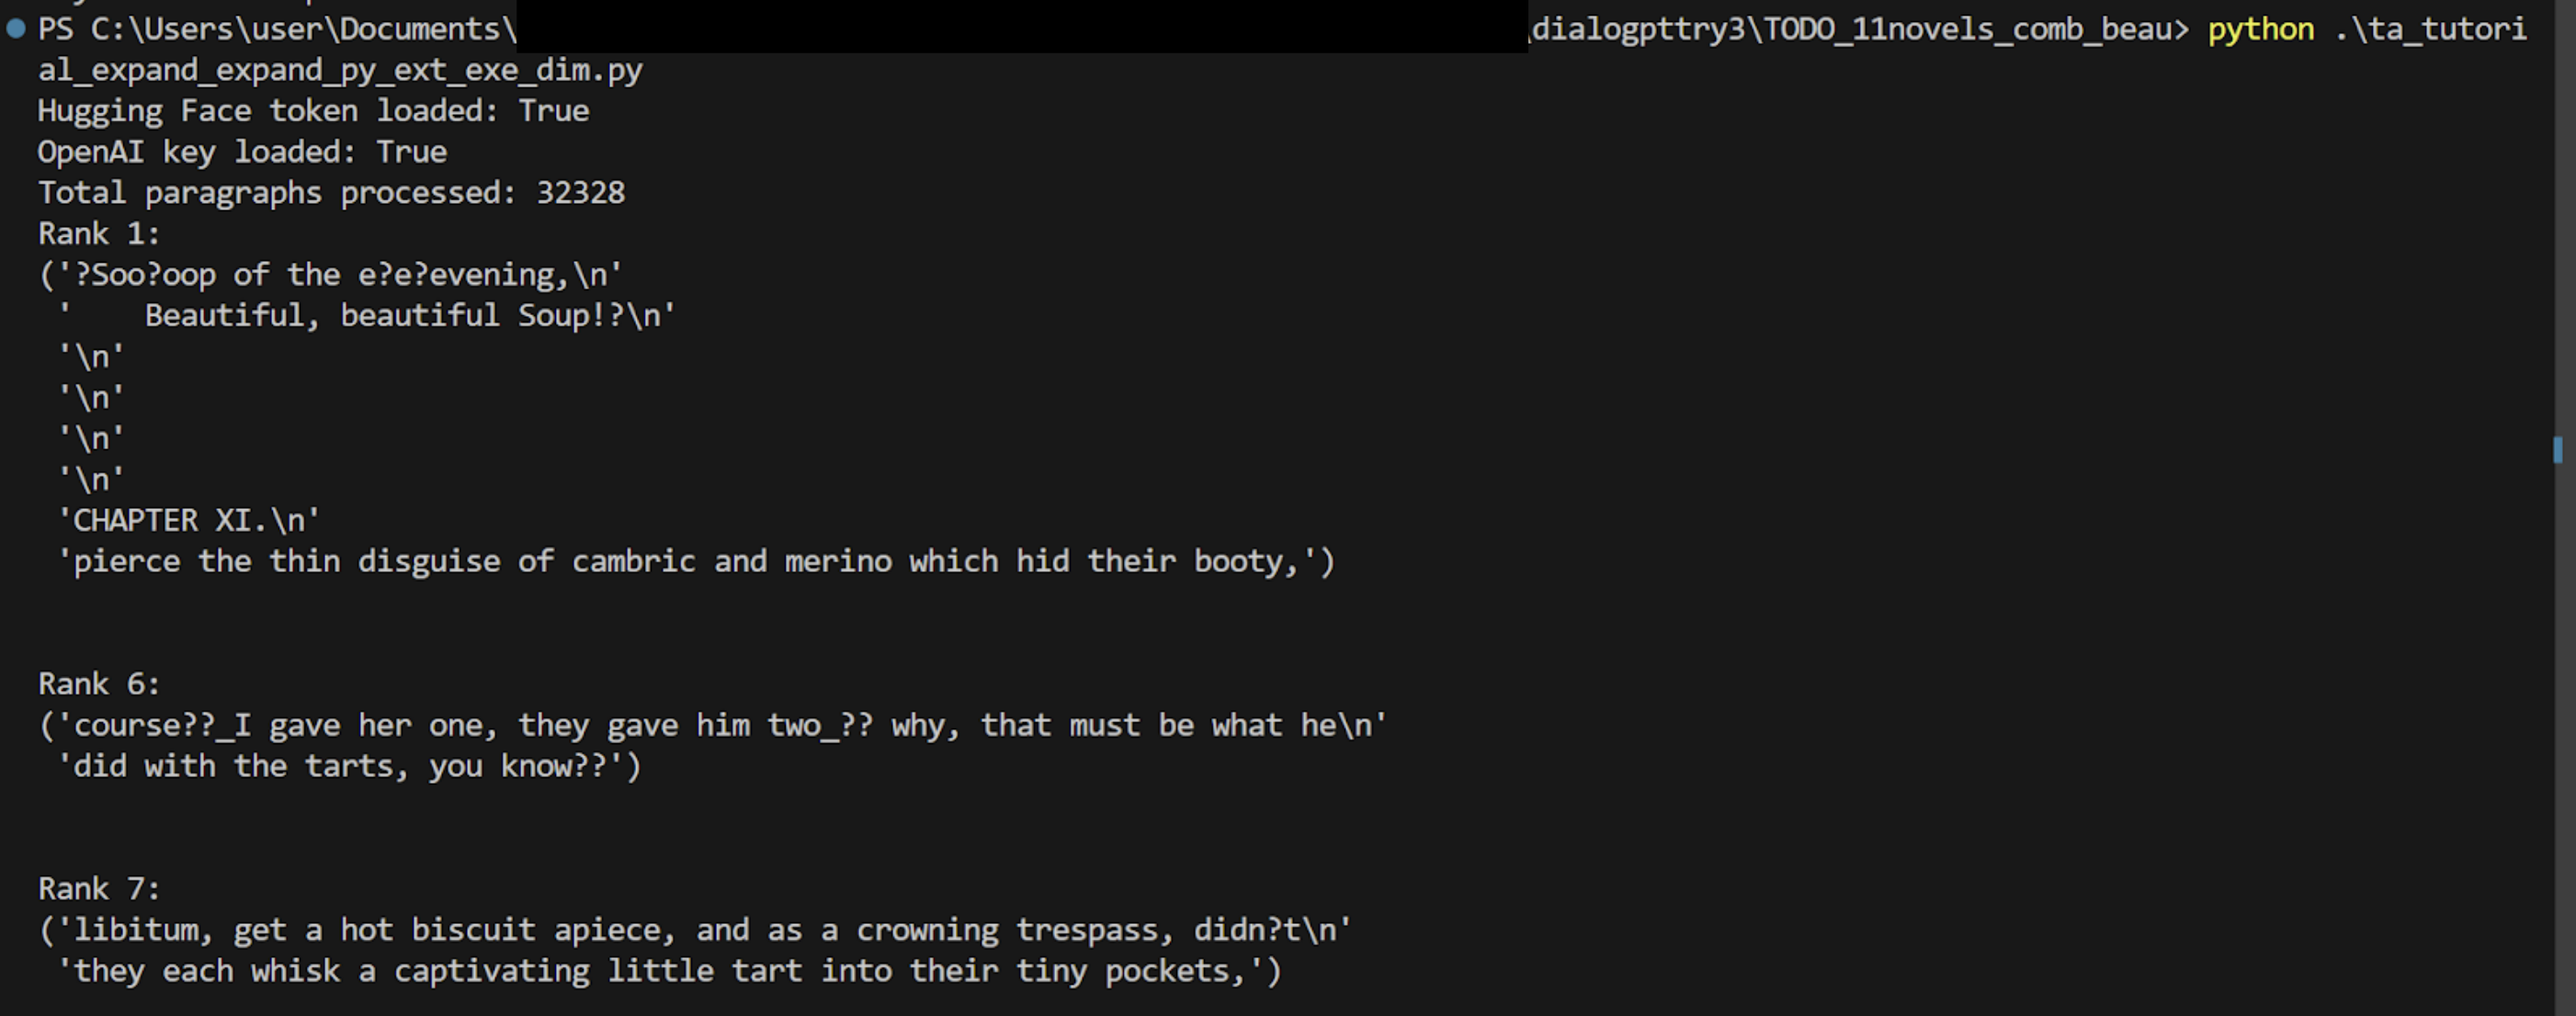 PS C:\Users\user\Documents\ \dialogpttry3\TODO_11novels_comb_beau> python .\ta_tutori
al_expand_expand_py_ext_exe_dim.py
Hugging Face token loaded: True
OpenAI key loaded: True
Total paragraphs processed: 32328
Rank 1:
('?Soo?oop of the e?e?evening,\n'
 '    Beautiful, beautiful Soup!?\n'
 '\n'
 '\n'
 '\n'
 '\n'
 'CHAPTER XI.\n'
 'pierce the thin disguise of cambric and merino which hid their booty,')
Rank 6:
('course??_I gave her one, they gave him two_?? why, that must be what he\n'
 'did with the tarts, you know??')
Rank 7:
('libitum, get a hot biscuit apiece, and as a crowning trespass, didn?t\n'
 'they each whisk a captivating little tart into their tiny pockets,')